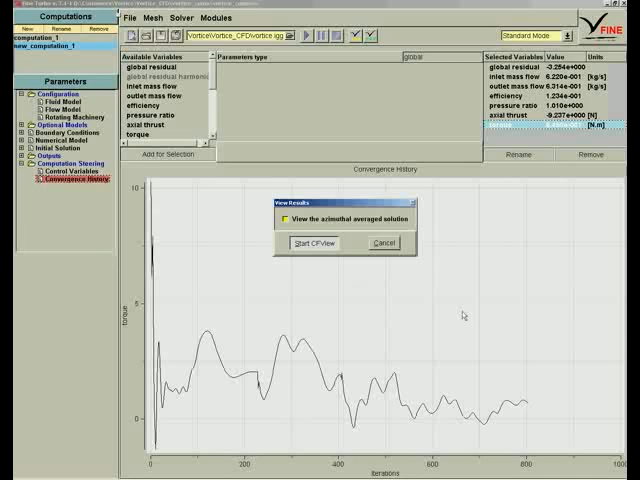 Computations
File Mesh Solver Modules
New Rename Remove
computation_1
new_computation_1
Vortice\Vortice_CFD\vortice.igg
Standard Mode
FINE
Parameters
Configuration
Fluid Model
Flow Model
Rotating Machinery
Optional Models
Boundary Conditions
Numerical Model
Initial Solution
Outputs
Computation Steering
Control Variables
Convergence History
Available Variables
global residual
global residual harmonic
inlet mass flow
outlet mass flow
efficiency
pressure ratio
axial thrust
torque
Add for Selection
Parameters type
global
Selected Variables Value Units
global residual -3.254e+000
inlet mass flow 6.220e-001 [kg/s]
outlet mass flow 6.314e-001 [kg/s]
efficiency 1.234e-001
pressure ratio 1.010e+000
axial thrust -9.237e+000 [N]
[N.m]
Rename Remove
Convergence History
View Results
View the azimuthal averaged solution
Start CFView Cancel
10
5
0
torque
0 200 400 600 800 1000
Iterations